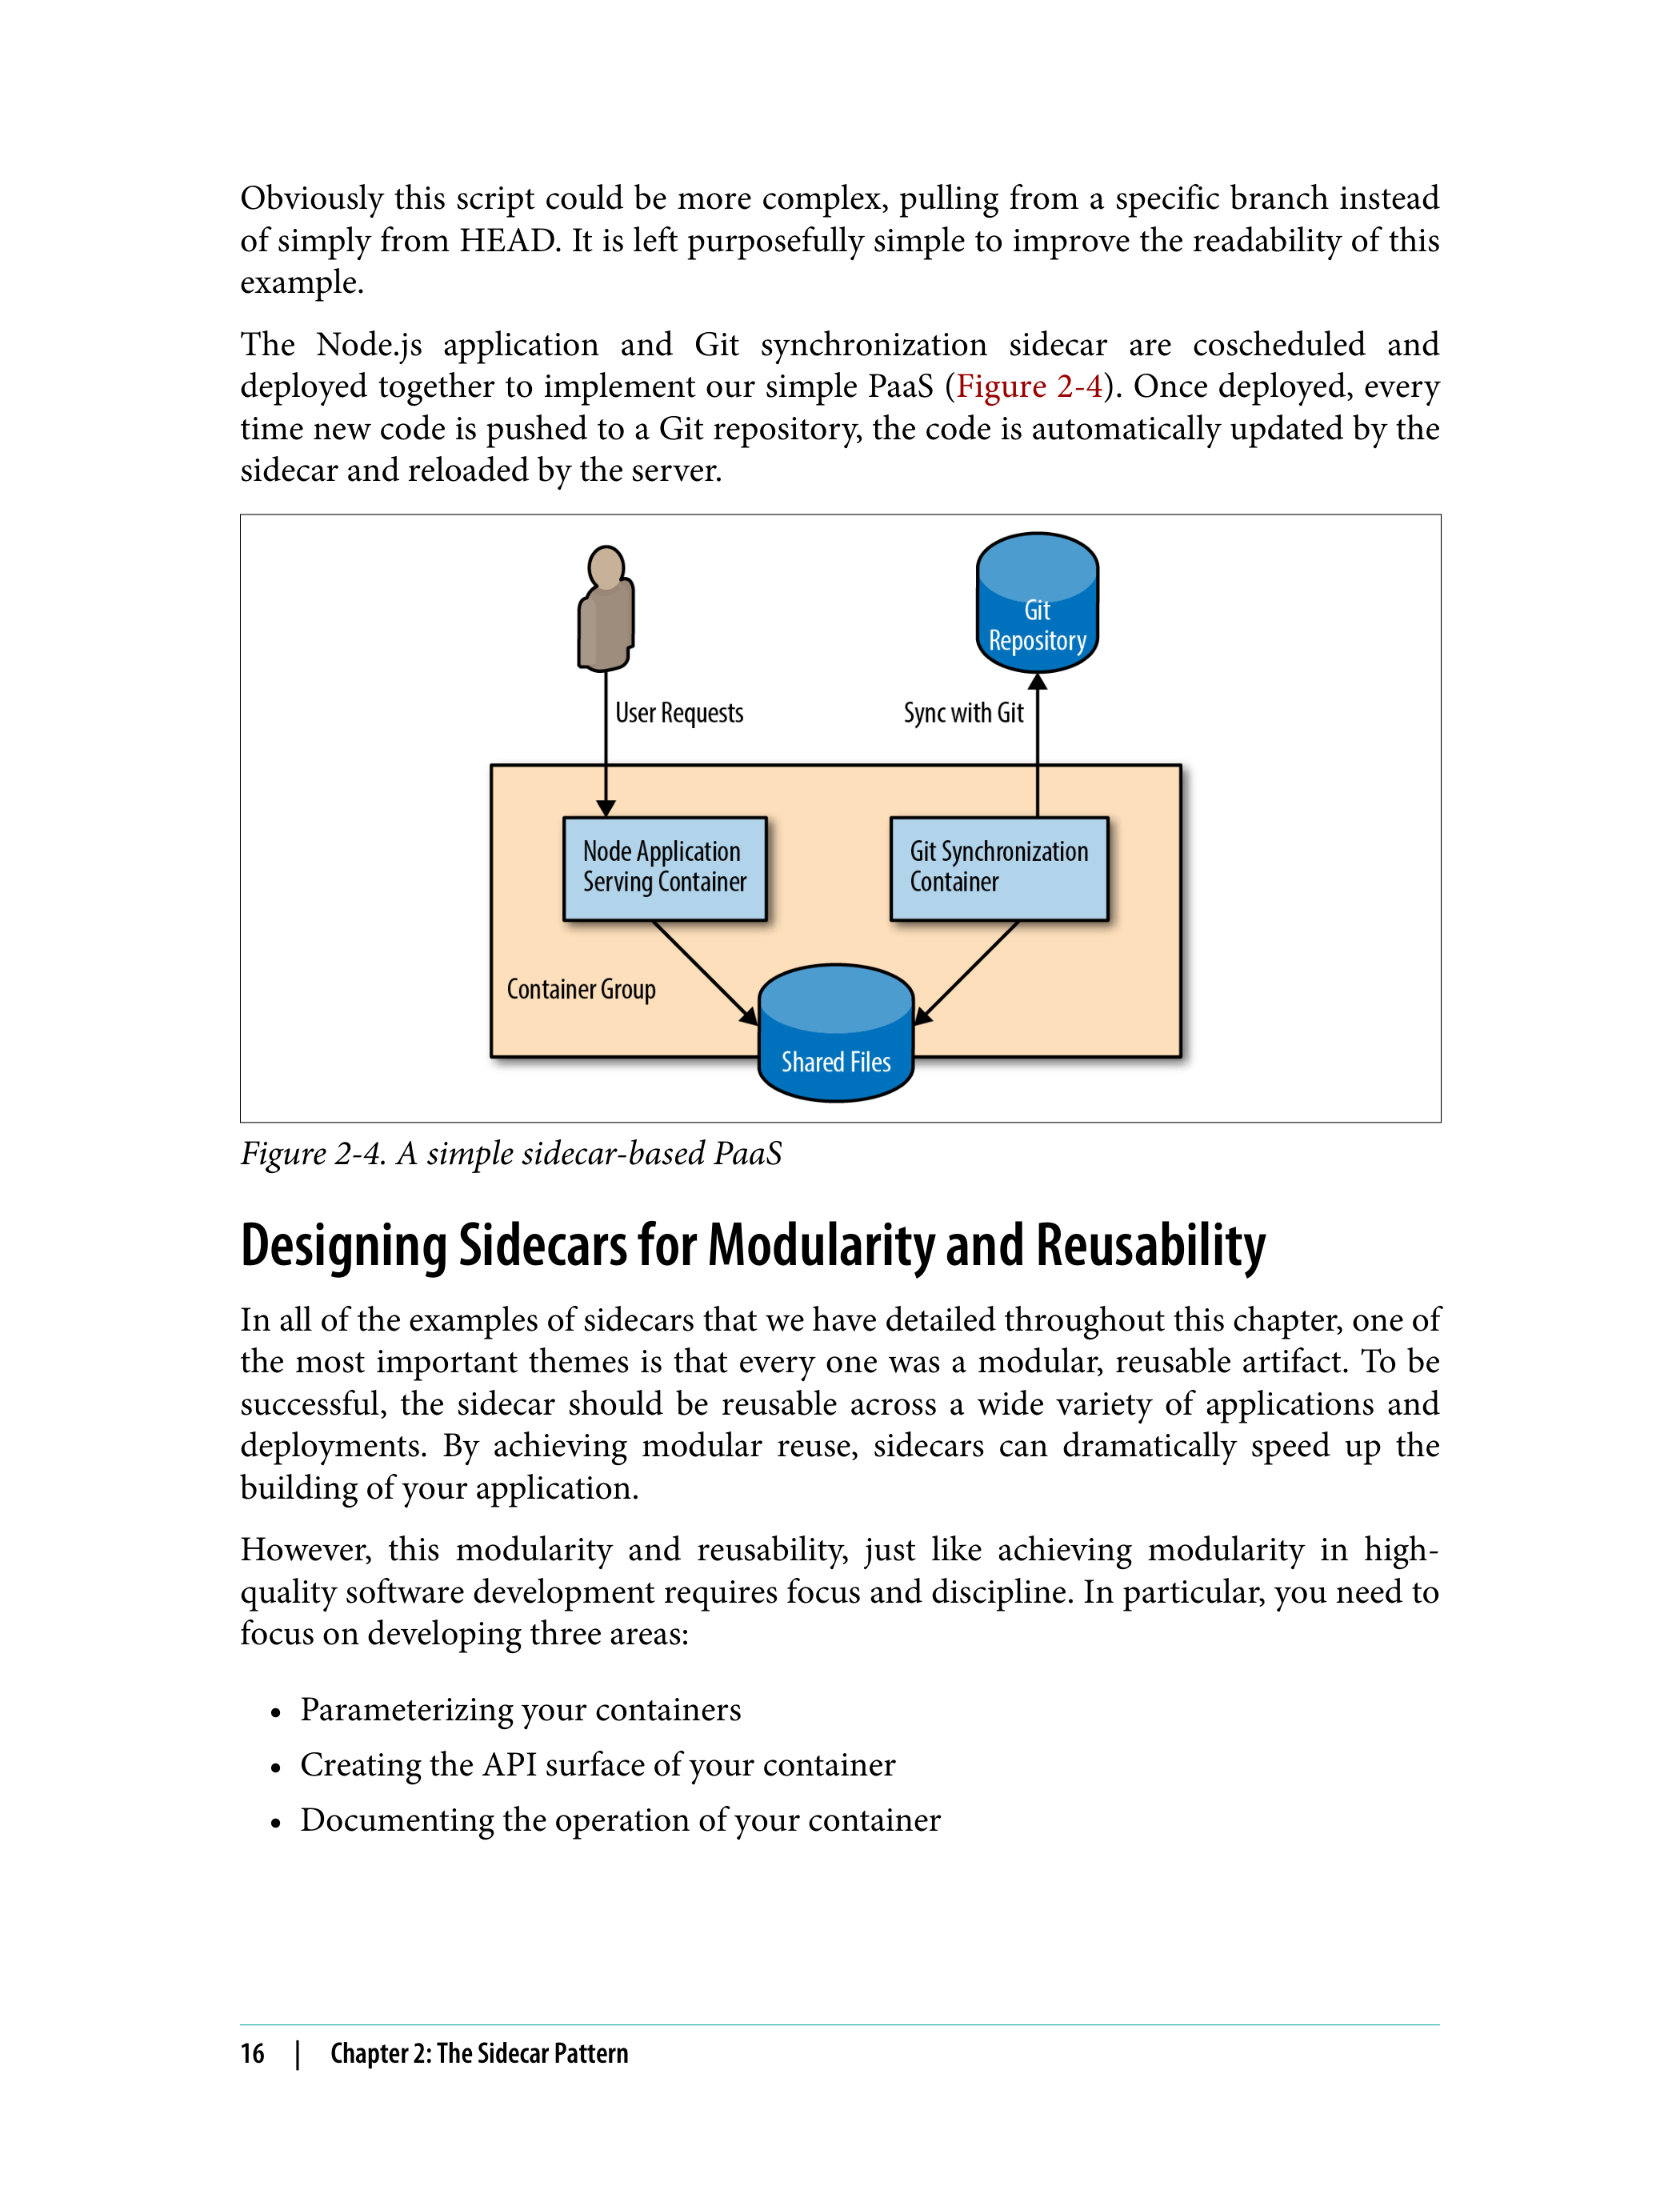 Obviously this script could be more complex, pulling from a specific branch instead
of simply from HEAD. It is left purposefully simple to improve the readability of this
example.
The Node.js application and Git synchronization sidecar are coscheduled and
deployed together to implement our simple PaaS (Figure 2-4). Once deployed, every
time new code is pushed to a Git repository, the code is automatically updated by the
sidecar and reloaded by the server.
Git
Repository
User Requests
Sync with Git
Node Application
Serving Container
Git Synchronization
Container
Container Group
Shared Files
Figure 2-4. A simple sidecar-based PaaS
Designing Sidecars for Modularity and Reusability
In all of the examples of sidecars that we have detailed throughout this chapter, one of
the most important themes is that every one was a modular, reusable artifact. To be
successful, the sidecar should be reusable across a wide variety of applications and
deployments. By achieving modular reuse, sidecars can dramatically speed up the
building of your application.
However, this modularity and reusability, just like achieving modularity in high-
quality software development requires focus and discipline. In particular, you need to
focus on developing three areas:
• Parameterizing your containers
• Creating the API surface of your container
• Documenting the operation of your container
16 | Chapter 2: The Sidecar Pattern